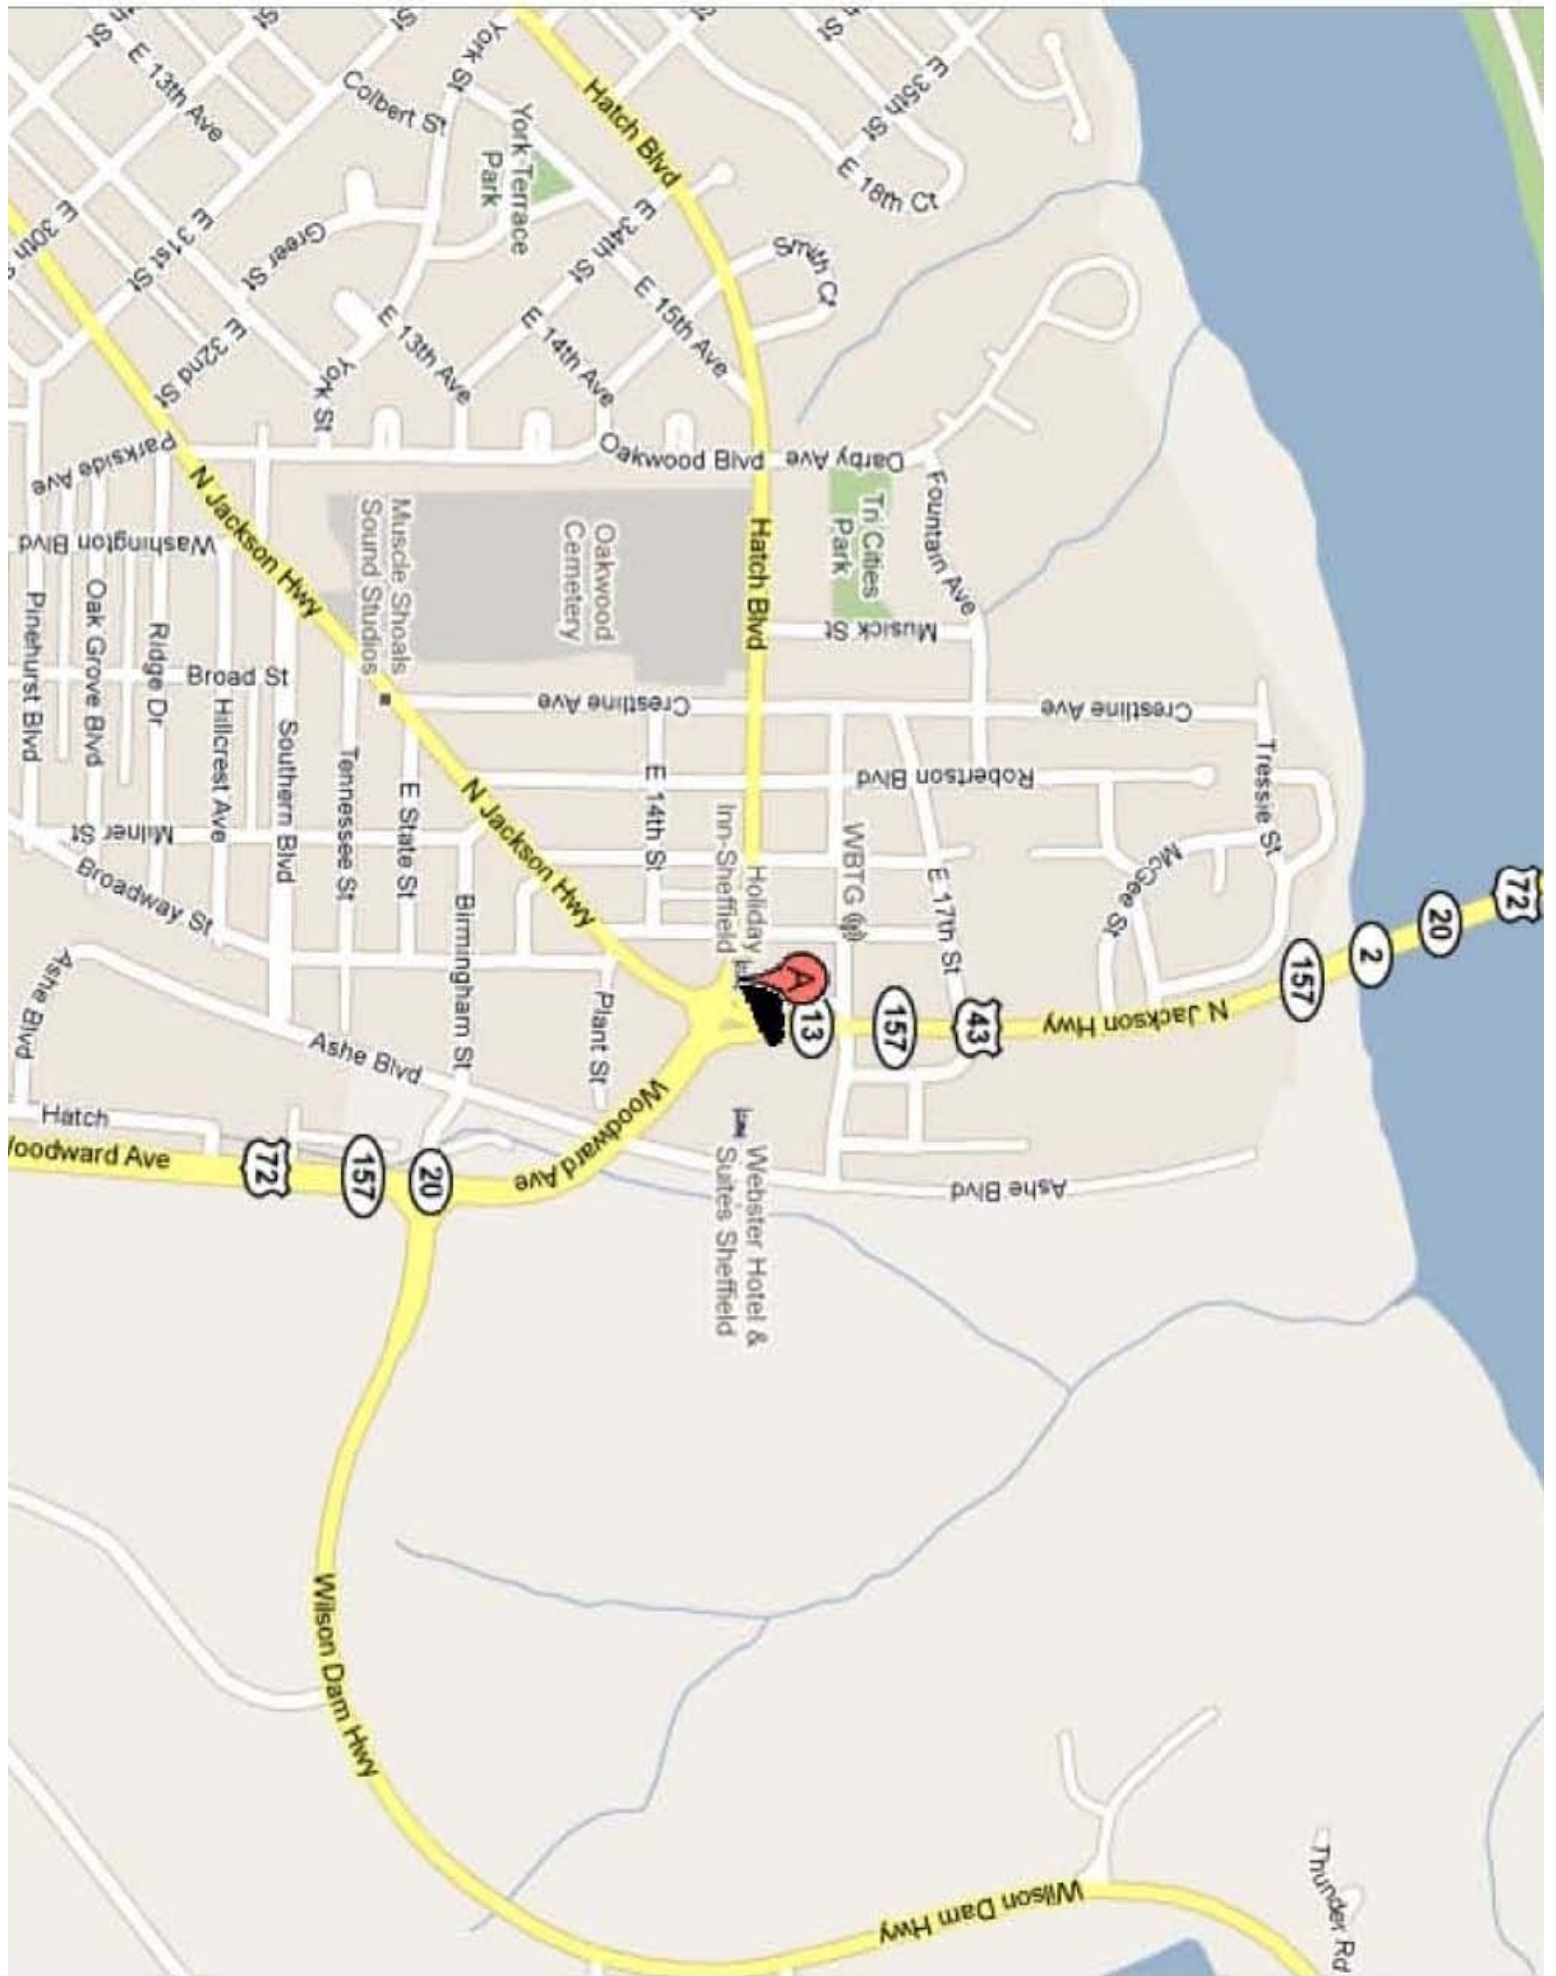 72
20
2
157
Thunder Rd
Tressie St
N Jackson Hwy
McGee St
Crestline Ave
43
Robertson Blvd
Ashe Blvd
Wilson Dam Hwy
E 35th St
Fountain Ave
E 17th St
E 18th Ct
157
Musick St
Darby Ave
Tri Cities
Park
WBTG
13
A
Smith Ct
Hatch Blvd
Holiday
Inn-Sheffield
Webster Hotel &
Suites Sheffield
Hatch Blvd
E 15th Ave
Oakwood Blvd
E 34th St
E 14th St
Crestline Ave
Oakwood
Cemetery
Woodward Ave
Plant St
E 14th Ave
York Terrace
Park
York St
N Jackson Hwy
Birmingham St
E 13th Ave
20
Colbert St
Muscle Shoals
Sound Studios
E State St
Ashe Blvd
157
Tennessee St
Wilson Dam Hwy
York St
Greer St
Southern Blvd
72
N Jackson Hwy
Broad St
Hillcrest Ave
E 32nd St
E 13th Ave
E 31st St
Ridge Dr
Milner St
Broadway St
Parkside Ave
Washington Blvd
Oak Grove Blvd
Ashe Blvd
Hatch
Woodward Ave
E 30th
Pinehurst Blvd